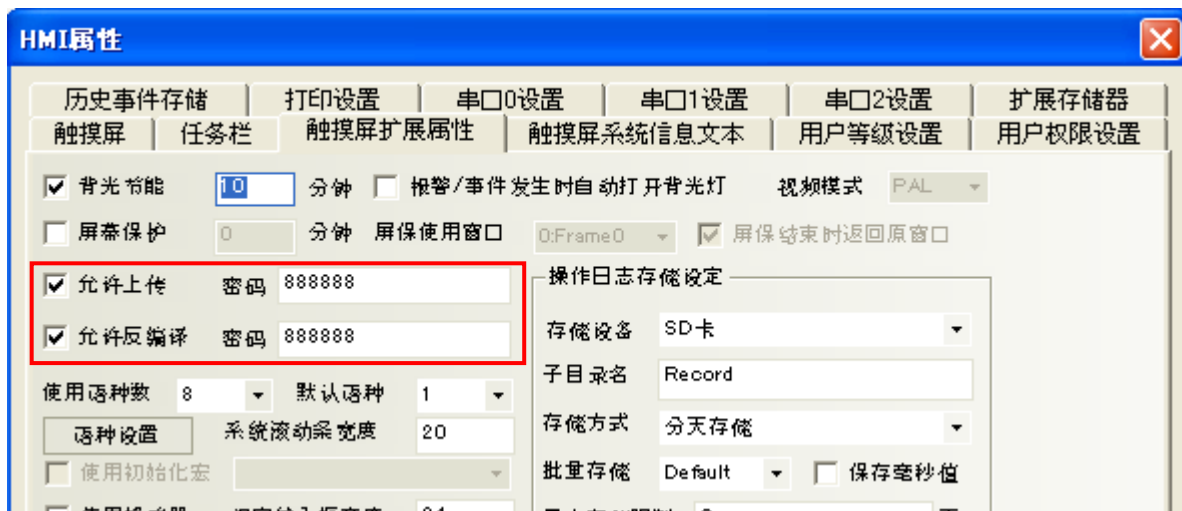 HMI属性
历史事件存储 打印设置 串口0设置 串口1设置 串口2设置 扩展存储器
触摸屏 任务栏 触摸屏扩展属性 触摸屏系统信息文本 用户等级设置 用户权限设置
背光节能 10 分钟 报警/事件发生时自动打开背光灯 视频模式 PAL
屏幕保护 0 分钟 屏保使用窗口 0:Frame0 屏保结束时返回原窗口
允许上传 密码 888888
操作日志存储设定
允许反编译 密码 888888
存储设备 SD卡
子目录名 Record
使用语种数 8 默认语种 1
存储方式 分天存储
语种设置 系统滚动条宽度 20
批量存储 Default 保存毫秒值
使用初始化宏